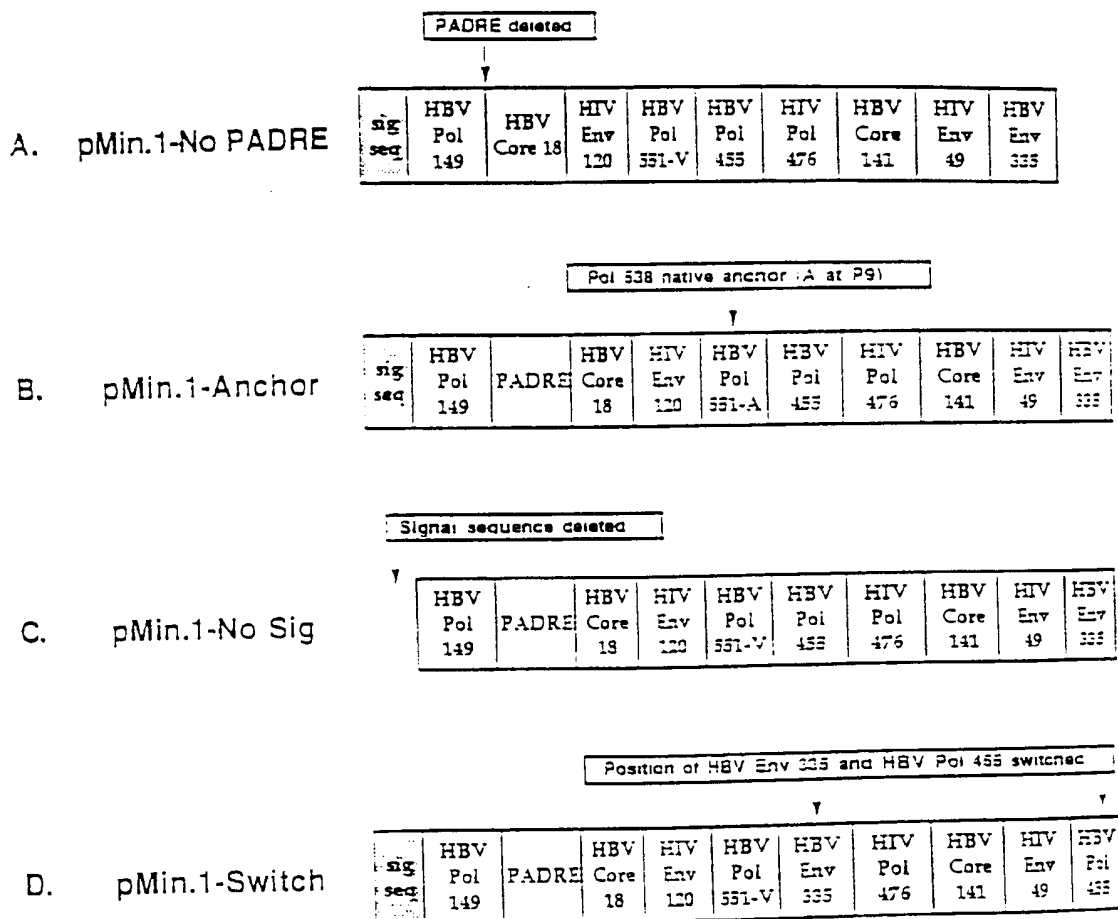 PADRE deleted
A. pMin.1-No PADRE
sig seq
HBV Pol 149
HBV Core 18
HIV Env 120
HBV Pol 551-V
HBV Pol 455
HIV Pol 476
HBV Core 141
HIV Env 49
HBV Env 335
Pol 538 native anchor (A at P9)
B. pMin.1-Anchor
sig seq
HBV Pol 149
PADRE
HBV Core 18
HIV Env 120
HBV Pol 551-A
HBV Pol 455
HIV Pol 476
HBV Core 141
HIV Env 49
HBV Env 335
Signal sequence deleted
C. pMin.1-No Sig
HBV Pol 149
PADRE
HBV Core 18
HIV Env 120
HBV Pol 551-V
HBV Pol 455
HIV Pol 476
HBV Core 141
HIV Env 49
HBV Env 335
Position of HBV Env 335 and HBV Pol 455 switched
D. pMin.1-Switch
sig seq
HBV Pol 149
PADRE
HBV Core 18
HIV Env 120
HBV Pol 551-V
HBV Env 335
HIV Pol 476
HBV Core 141
HIV Env 49
HBV Pol 455